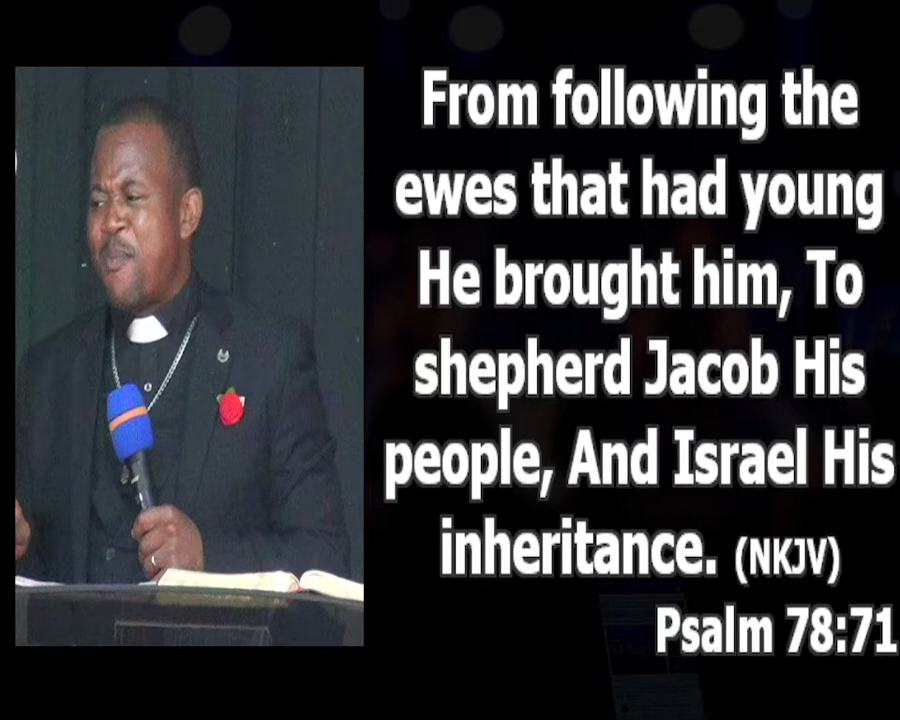 From following the
ewes that had young
He brought him, To
shepherd Jacob His
people, And Israel His
inheritance. (NKJV)
Psalm 78:71